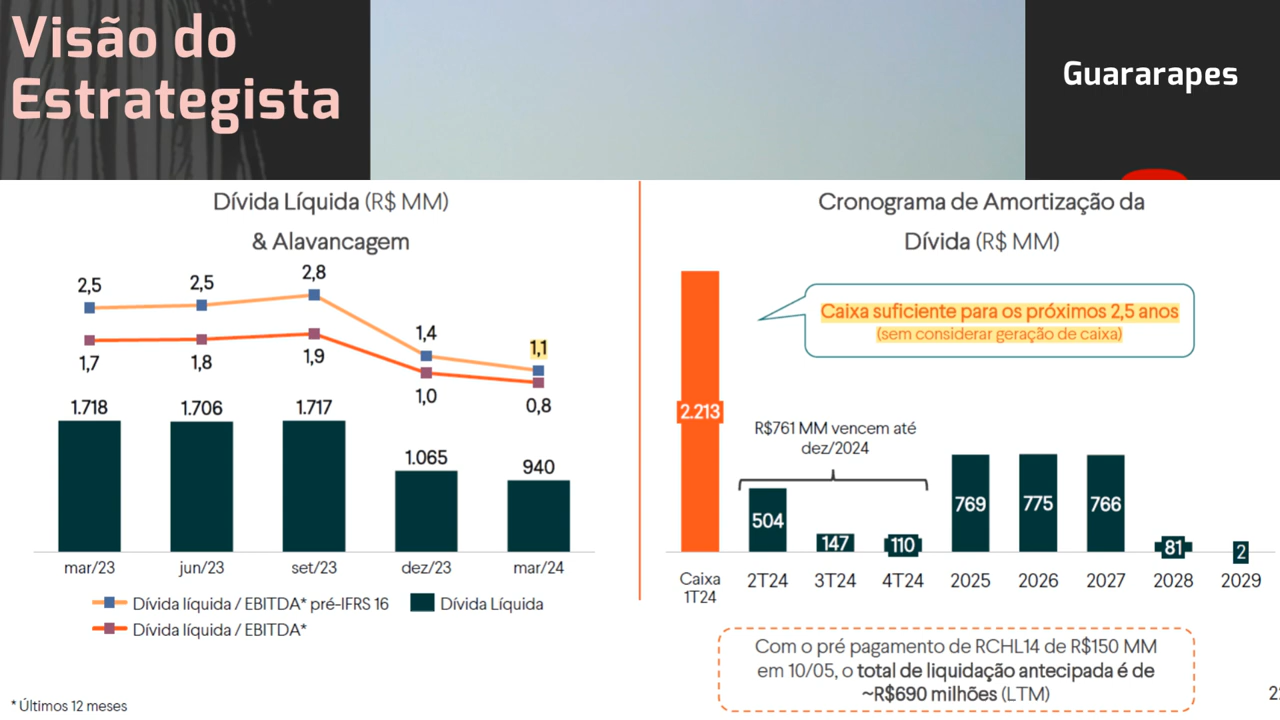 Visão do
Estrategista
Guararapes
Dívida Líquida (R$ MM)
& Alavancagem
2,5
2,5
2,8
1,4
1,1
1,7
1,8
1,9
1,0
0,8
1.718
1.706
1.717
1.065
940
mar/23
jun/23
set/23
dez/23
mar/24
Dívida líquida / EBITDA* pré-IFRS 16
Dívida Líquida
Dívida líquida / EBITDA*
* Últimos 12 meses
Cronograma de Amortização da
Dívida (R$ MM)
Caixa suficiente para os próximos 2,5 anos
(sem considerar geração de caixa)
2.213
R$761 MM vencem até
dez/2024
504
147
110
769
775
766
81
2
Caixa
1T24
2T24
3T24
4T24
2025
2026
2027
2028
2029
Com o pré pagamento de RCHL14 de R$150 MM
em 10/05, o total de liquidação antecipada é de
~R$690 milhões (LTM)